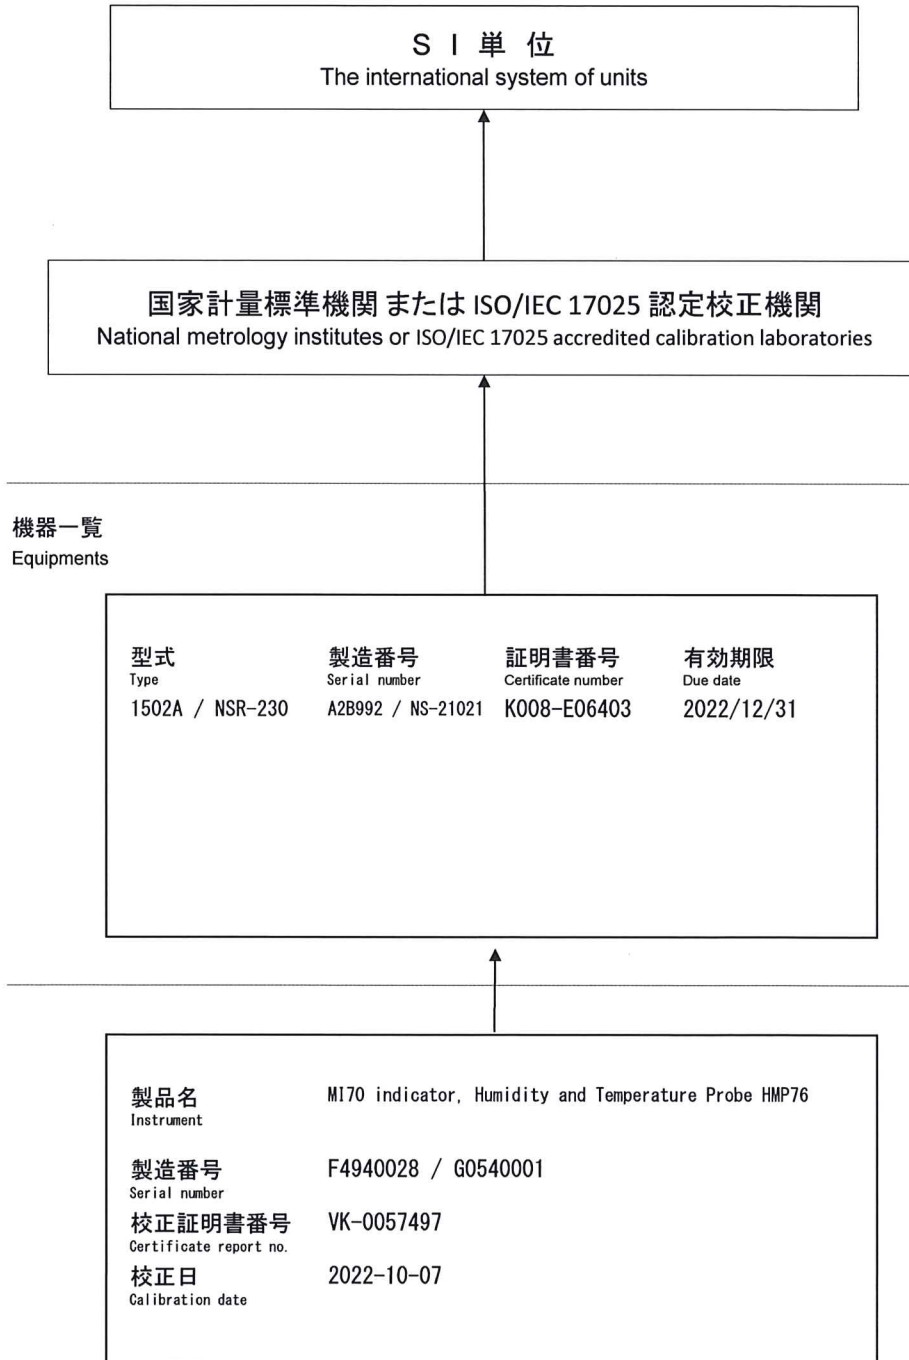 SI単位
The international system of units
国家計量標準機関 または ISO/IEC 17025 認定校正機関
National metrology institutes or ISO/IEC 17025 accredited calibration laboratories
機器一覧
Equipments
型式 製造番号 証明書番号 有効期限
Type Serial number Certificate number Due date
1502A / NSR-230 A2B992 / NS-21021 K008-E06403 2022/12/31
製品名 MI70 indicator, Humidity and Temperature Probe HMP76
Instrument
製造番号 F4940028 / G0540001
Serial number
校正証明書番号 VK-0057497
Certificate report no.
校正日 2022-10-07
Calibration date